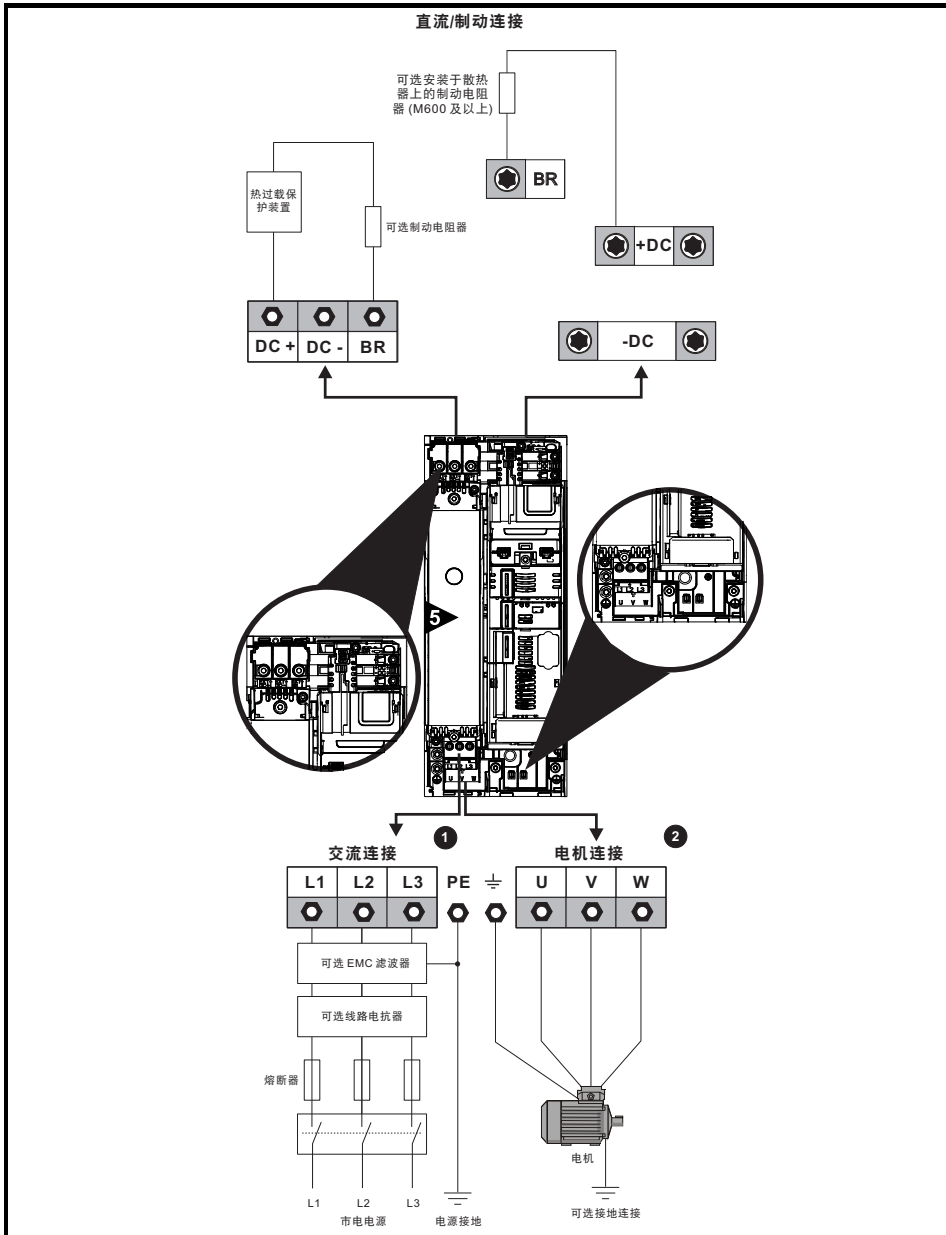 直流/制动连接
可选安装于散热
器上的制动电阻
器 (M600 及以上)
BR
热过载保
护装置
可选制动电阻器
+DC
DC + DC - BR
-DC
5
L1 L2 L3
U V W
U V W
1
2
交流连接
电机连接
L1 L2 L3 PE U V W
可选 EMC 滤波器
可选线路电抗器
熔断器
电机
L1 L2 L3
市电电源
电源接地
可选接地连接